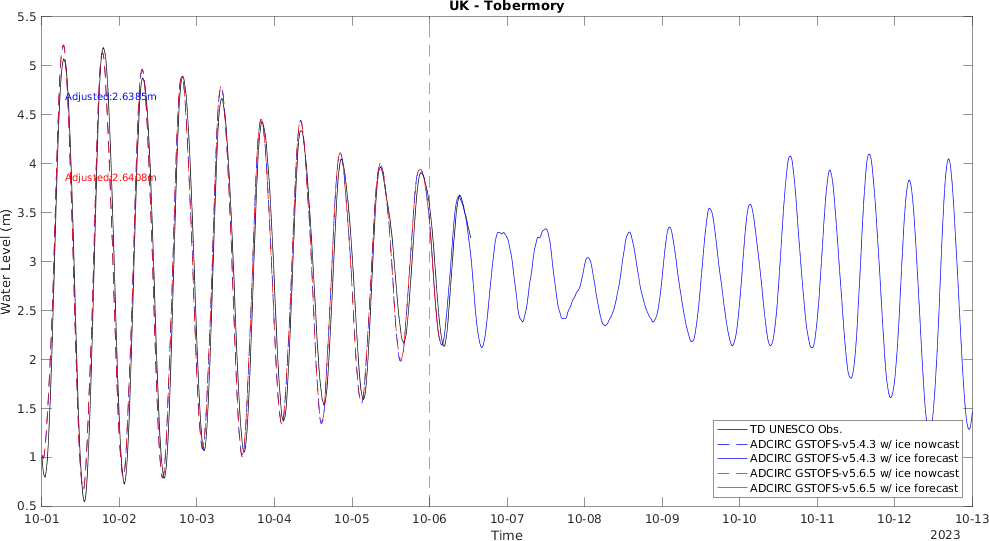 UK - Tobermory
5.5
5
4.5
4
3.5
3
2.5
2
1.5
1
0.5
Water Level (m)
Adjusted:2.6385m
Adjusted:2.6408m
TD UNESCO Obs.
ADCIRC GSTOFS-v5.4.3 w/ ice nowcast
ADCIRC GSTOFS-v5.4.3 w/ ice forecast
ADCIRC GSTOFS-v5.6.5 w/ ice nowcast
ADCIRC GSTOFS-v5.6.5 w/ ice forecast
10-01 10-02 10-03 10-04 10-05 10-06 10-07 10-08 10-09 10-10 10-11 10-12 10-13
Time
2023